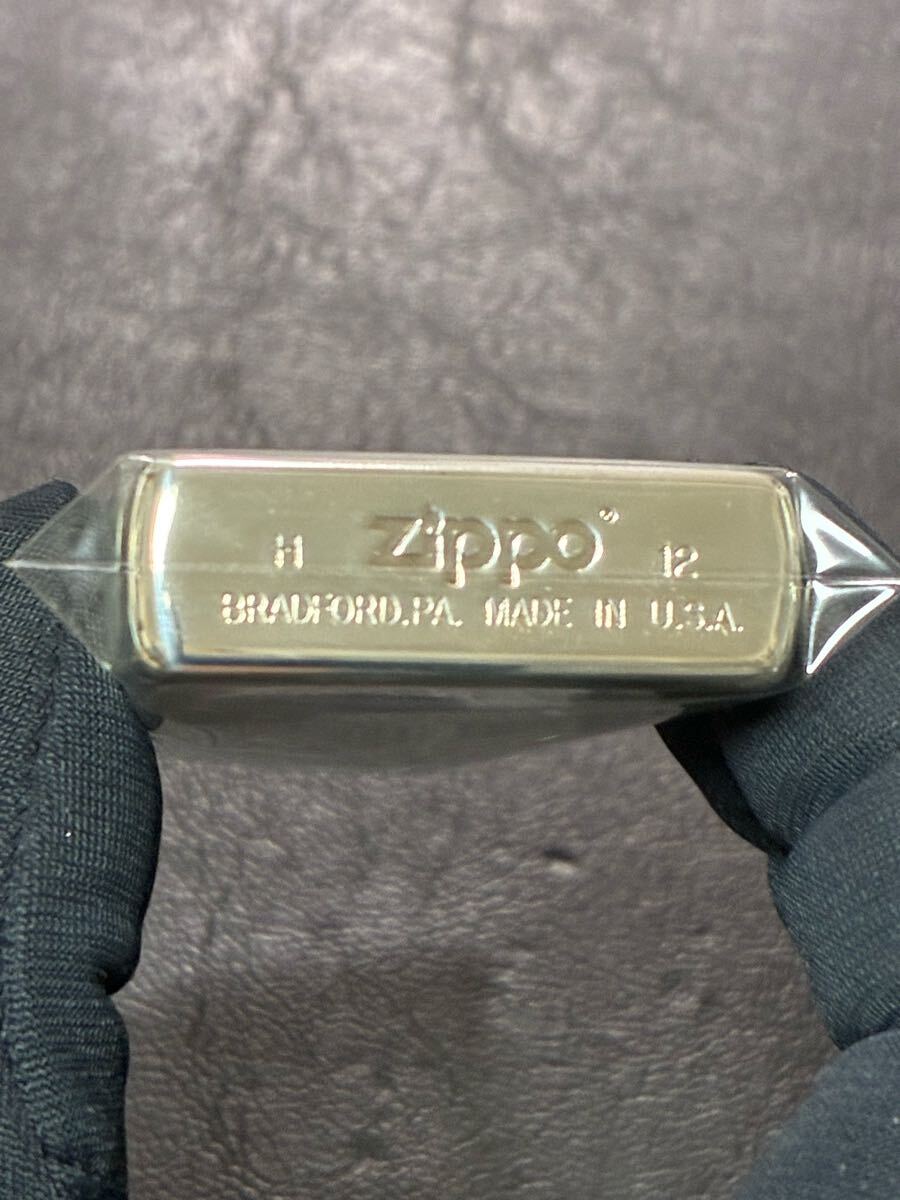 H Zippo® 12
BRADFORD,PA. MADE IN U.S.A.